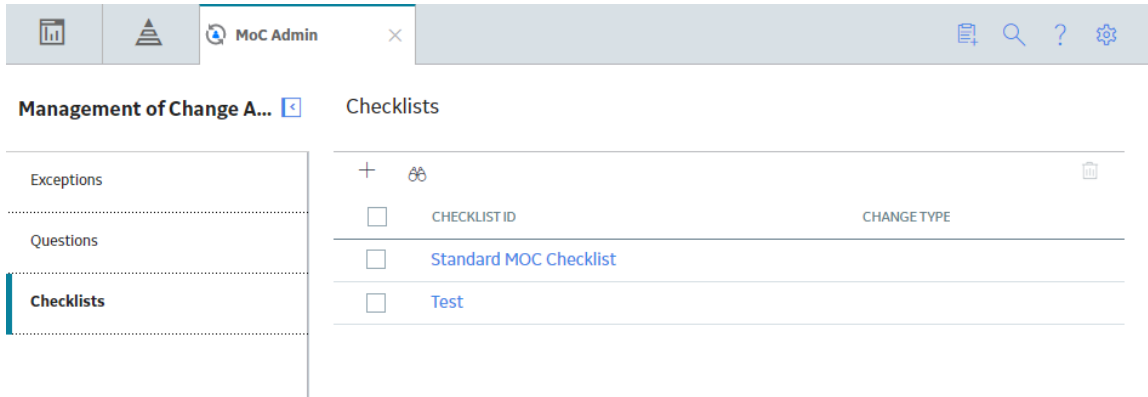 MoC Admin
Management of Change A...
Exceptions
Questions
Checklists
Checklists
CHECKLIST ID
CHANGE TYPE
Standard MOC Checklist
Test